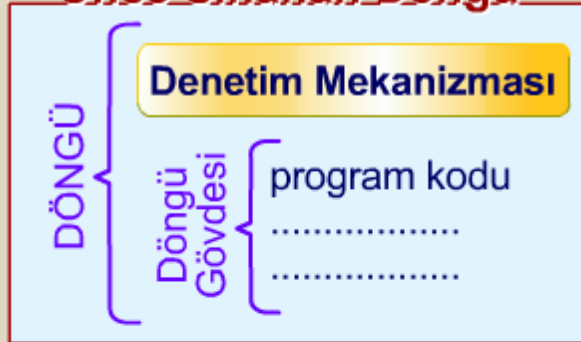 Denetim Mekanizması
DÖNGÜ
Döngü
Gövdesi
program kodu
..................
..................